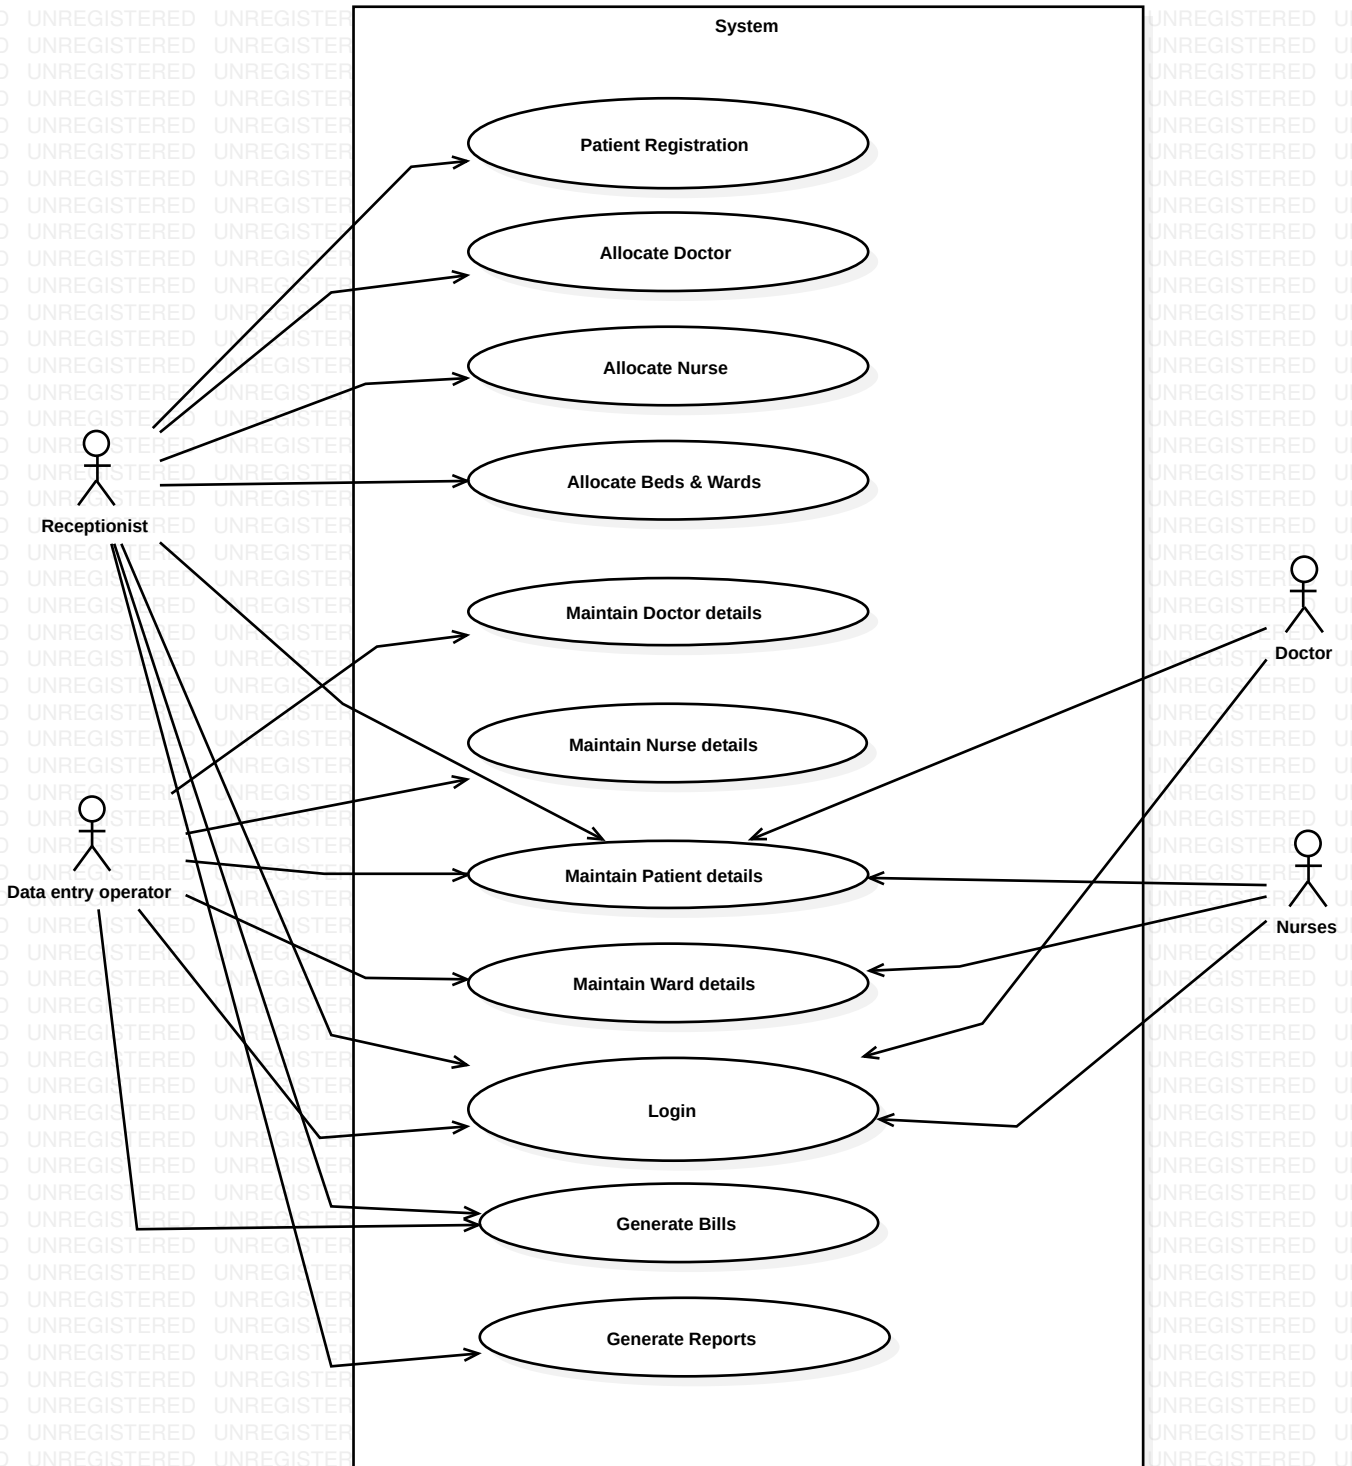 System
Patient Registration
Allocate Doctor
Allocate Nurse
Allocate Beds & Wards
Receptionist
Maintain Doctor details
Doctor
Maintain Nurse details
Maintain Patient details
Data entry operator
Nurses
Maintain Ward details
Login
Generate Bills
Generate Reports
UNREGISTERED